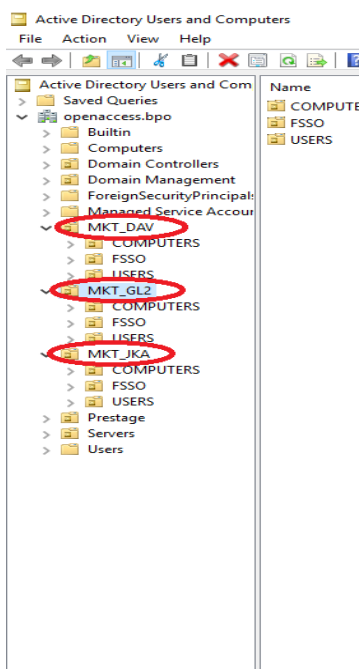 Active Directory Users and Computers
File Action View Help
Active Directory Users and Com
Saved Queries
openaccess.bpo
Builtin
Computers
Domain Controllers
Domain Management
ForeignSecurityPrincipals
Managed Service Accour
MKT_DAV
COMPUTERS
FSSO
USERS
MKT_GL2
COMPUTERS
FSSO
USERS
MKT_JKA
COMPUTERS
FSSO
USERS
Prestage
Servers
Users
Name
COMPUTE
FSSO
USERS